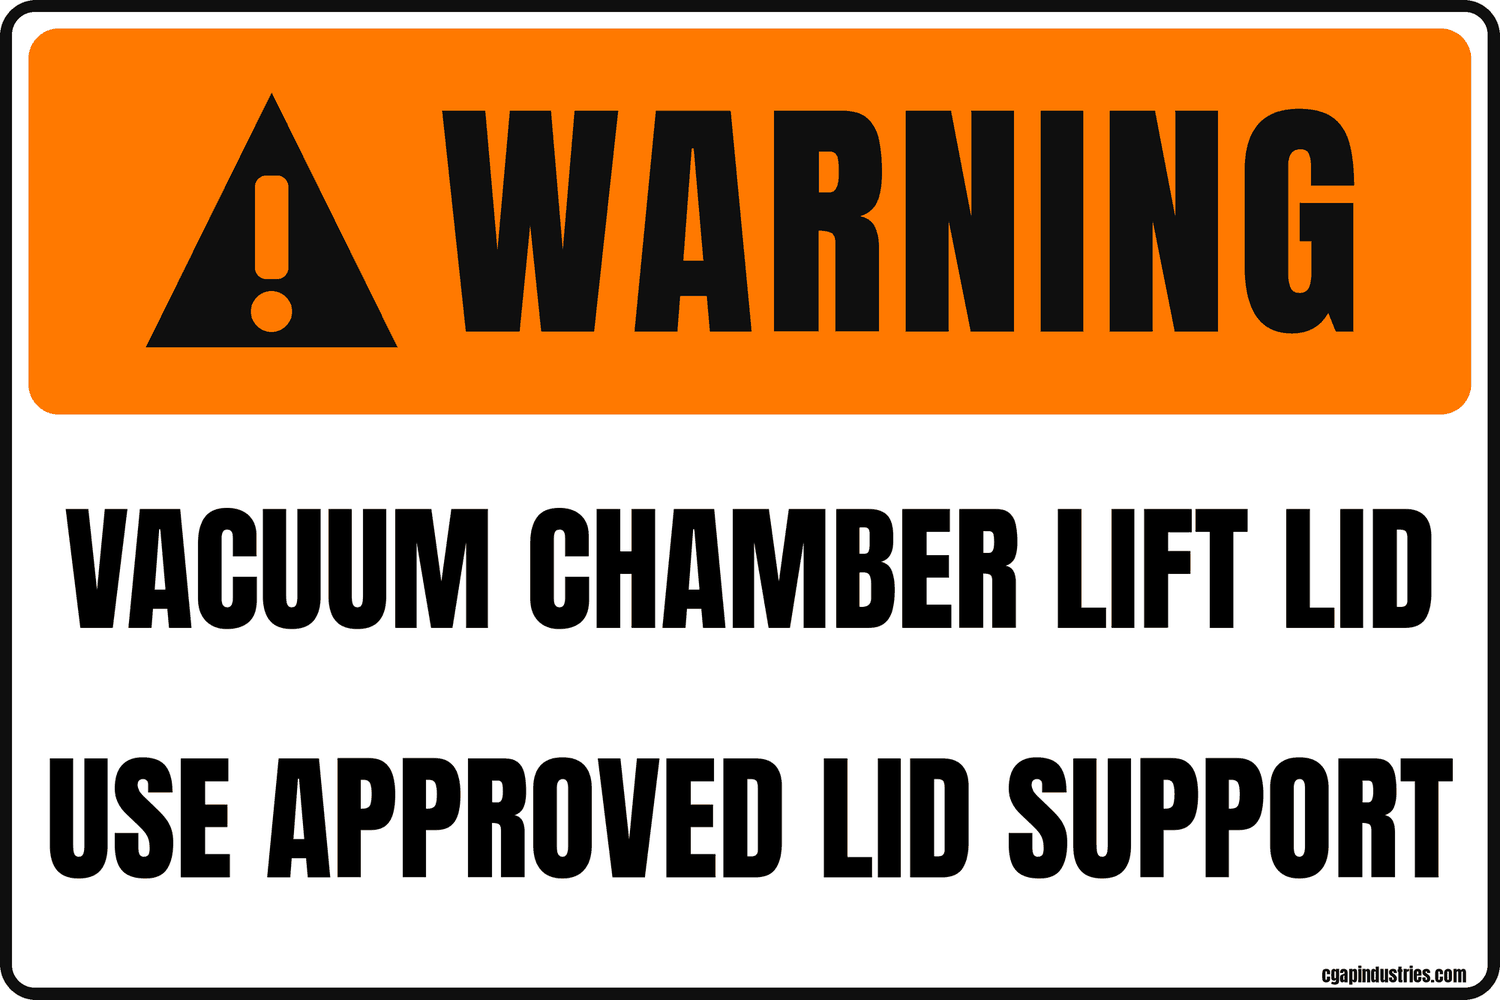 WARNING
VACUUM CHAMBER LIFT LID
USE APPROVED LID SUPPORT
cgapindustries.com